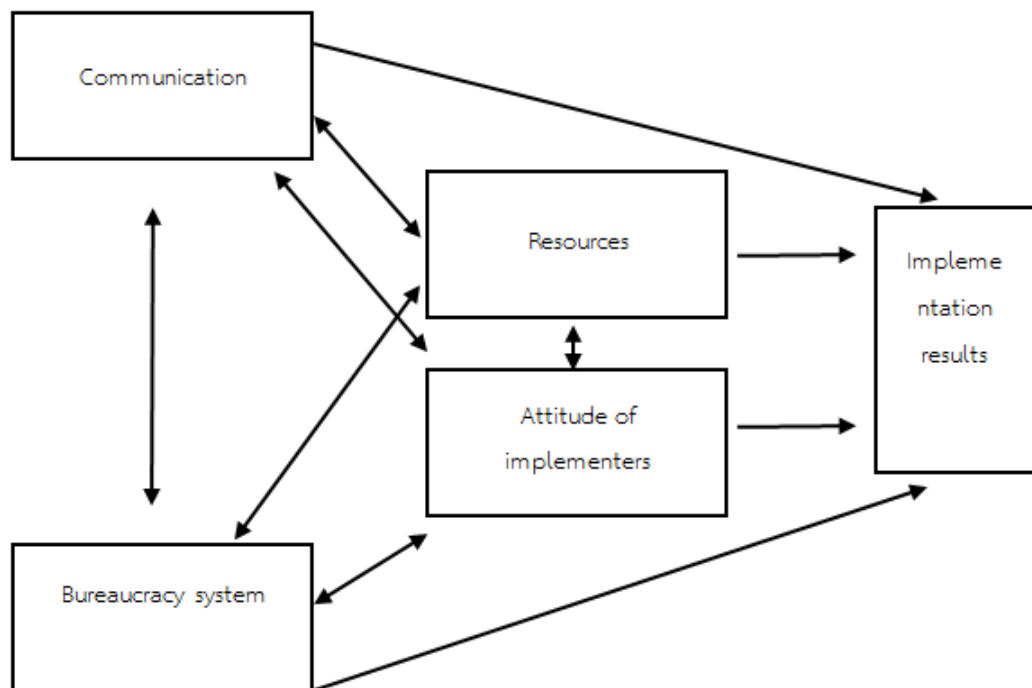 Communication
Resources
Impleme
ntation
results
Attitude of
implementers
Bureaucracy system